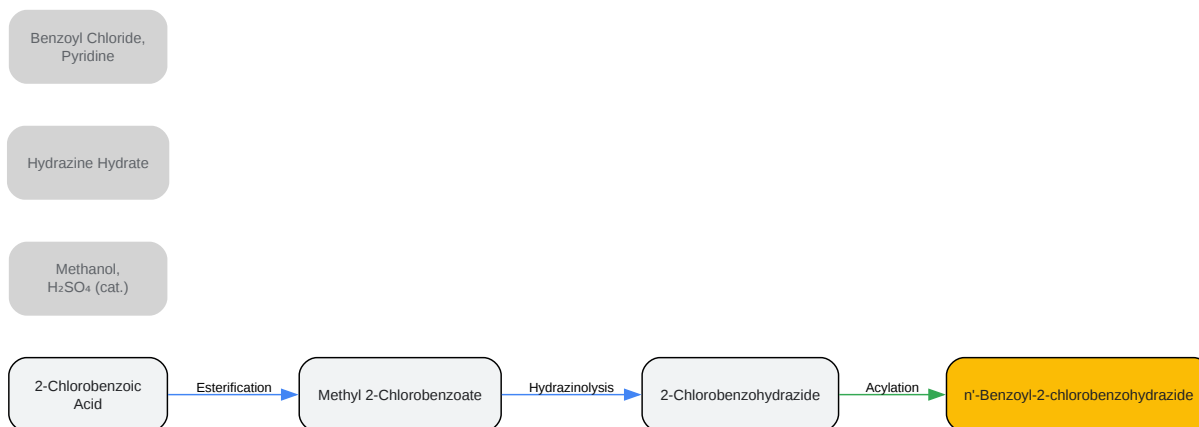 Benzoyl Chloride,
Pyridine
Hydrazine Hydrate
Methanol,
H₂SO₄ (cat.)
2-Chlorobenzoic
Acid
Esterification
Methyl 2-Chlorobenzoate
Hydrazinolysis
2-Chlorobenzohydrazide
Acylation
n'-Benzoyl-2-chlorobenzohydrazide